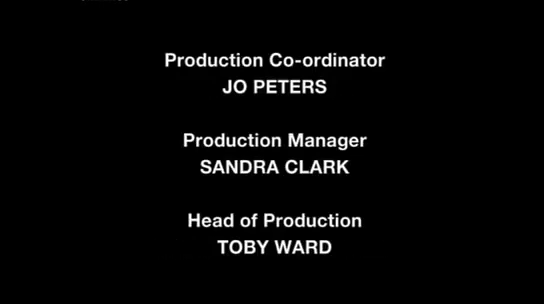 Production Co-ordinator
JO PETERS
Production Manager
SANDRA CLARK
Head of Production
TOBY WARD